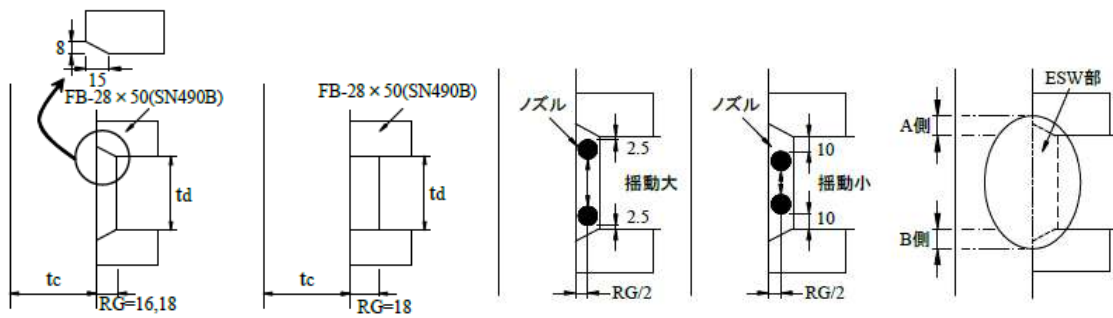 8
15
FB-28×50(SN490B)
td
tc
RG=16,18
FB-28×50(SN490B)
td
tc
RG=18
ノズル
2.5
揺動大
2.5
RG/2
ノズル
10
揺動小
10
RG/2
ESW部
A側
B側